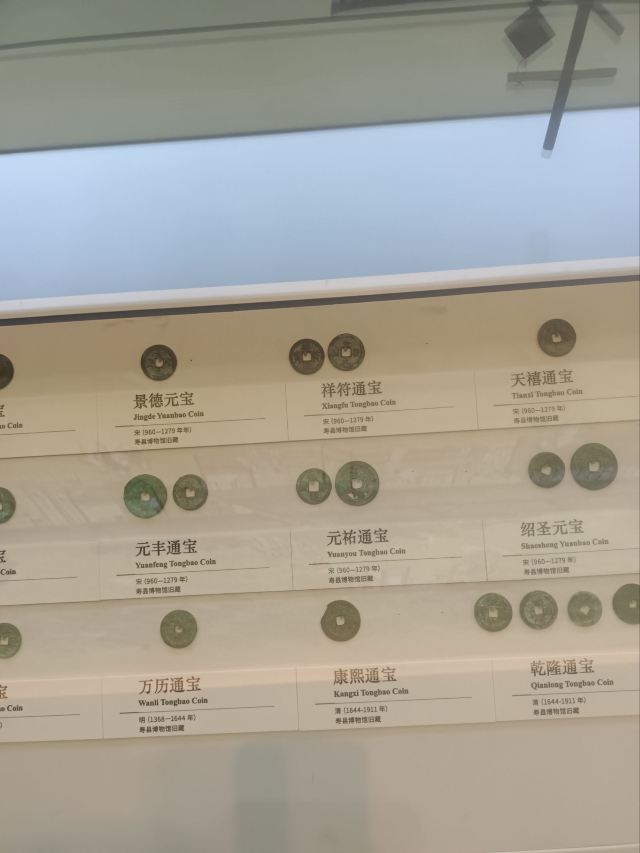 宝
Coin
景德元宝
Jingde Yuanbao Coin
宋 (960—1279 年年)
寿县博物馆旧藏
祥符通宝
Xiangfu Tongbao Coin
宋 (960—1279 年)
寿县博物馆旧藏
天禧通宝
Tianxi Tongbao Coin
宋 (960—1279 年)
寿县博物馆旧藏
宝
Coin
元丰通宝
Yuanfeng Tongbao Coin
宋 (960—1279 年)
寿县博物馆旧藏
元祐通宝
Yuanyou Tongbao Coin
宋 (960—1279 年)
寿县博物馆旧藏
绍圣元宝
Shaosheng Yuanbao Coin
宋 (960—1279 年)
寿县博物馆旧藏
宝
Coin
万历通宝
Wanli Tongbao Coin
明 (1368—1644 年)
寿县博物馆旧藏
康熙通宝
Kangxi Tongbao Coin
清 (1644-1911 年)
寿县博物馆旧藏
乾隆通宝
Qianlong Tongbao Coin
清 (1644-1911 年)
寿县博物馆旧藏